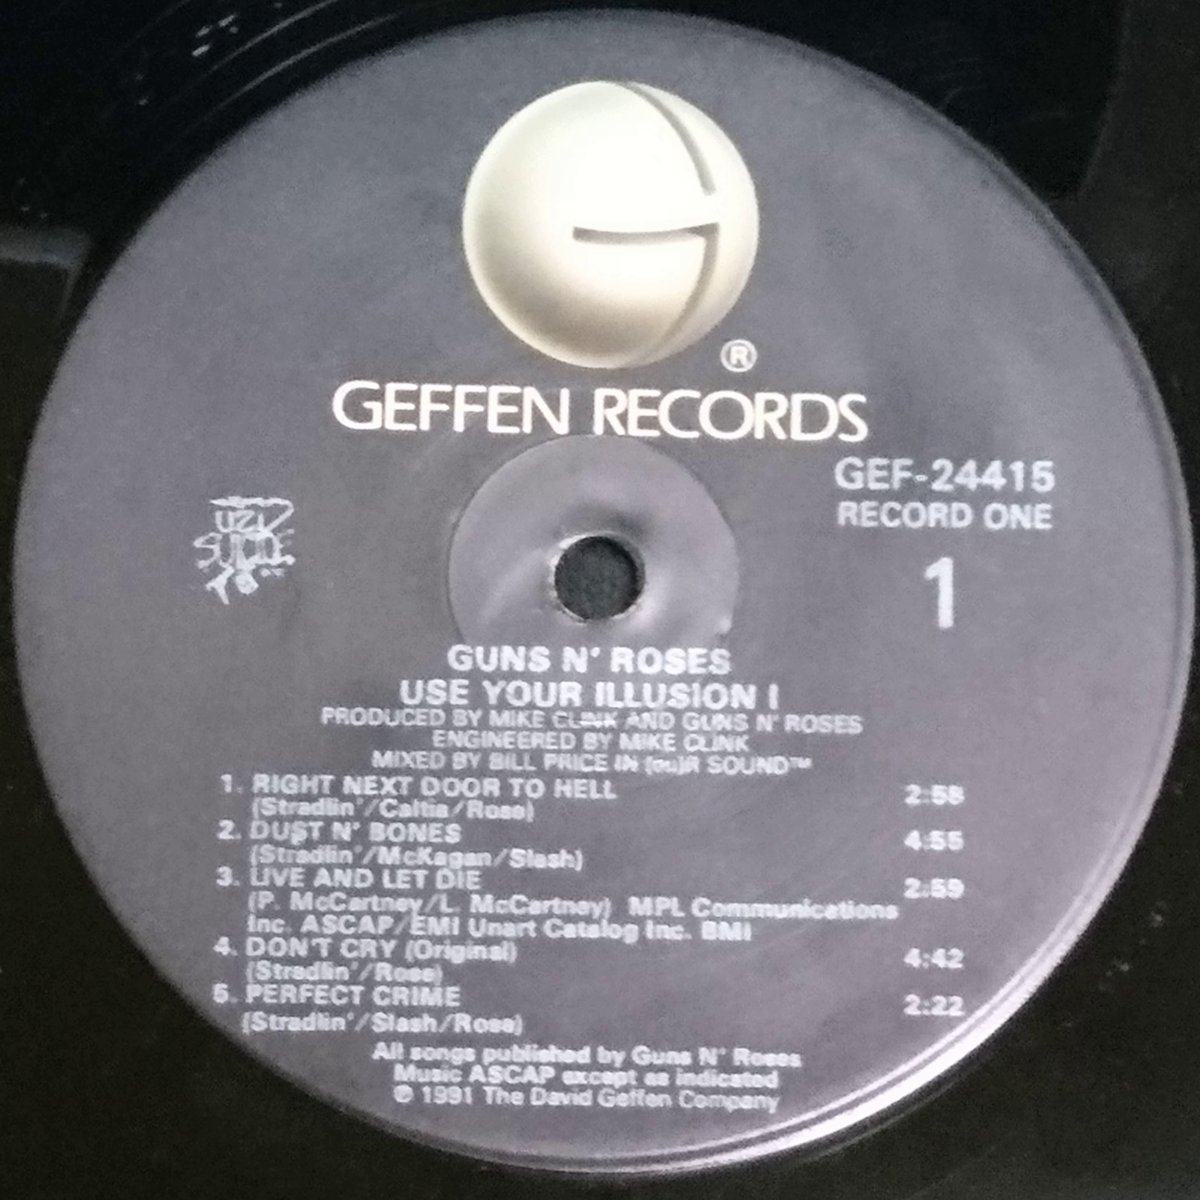 ®
GEFFEN RECORDS
GEF-24415
RECORD ONE
UZI
SUICIDE
1
GUNS N' ROSES
USE YOUR ILLUSION I
PRODUCED BY MIKE CLINK AND GUNS N' ROSES
ENGINEERED BY MIKE CLINK
MIXED BY BILL PRICE IN (ou)R SOUND™
1. RIGHT NEXT DOOR TO HELL 2:58
(Stradlin'/Caltia/Rose)
2. DUST N' BONES 4:55
(Stradlin'/McKagan/Slash)
3. LIVE AND LET DIE 2:59
(P. McCartney/L. McCartney) MPL Communications
Inc. ASCAP/EMI Unart Catalog Inc. BMI
4. DON'T CRY (Original) 4:42
(Stradlin'/Rose)
5. PERFECT CRIME 2:22
(Stradlin'/Slash/Rose)
All songs published by Guns N' Roses
Music ASCAP except as indicated
℗ 1991 The David Geffen Company